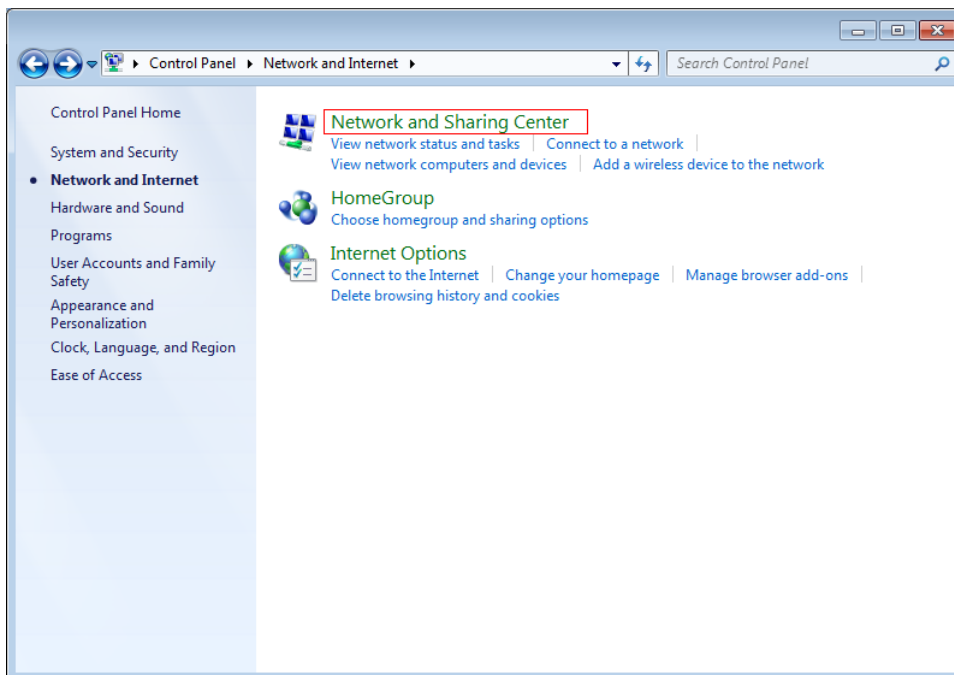 Control Panel Network and Internet Search Control Panel
Control Panel Home
System and Security
Network and Internet
Hardware and Sound
Programs
User Accounts and Family
Safety
Appearance and
Personalization
Clock, Language, and Region
Ease of Access
Network and Sharing Center
View network status and tasks Connect to a network
View network computers and devices Add a wireless device to the network
HomeGroup
Choose homegroup and sharing options
Internet Options
Connect to the Internet Change your homepage Manage browser add-ons
Delete browsing history and cookies